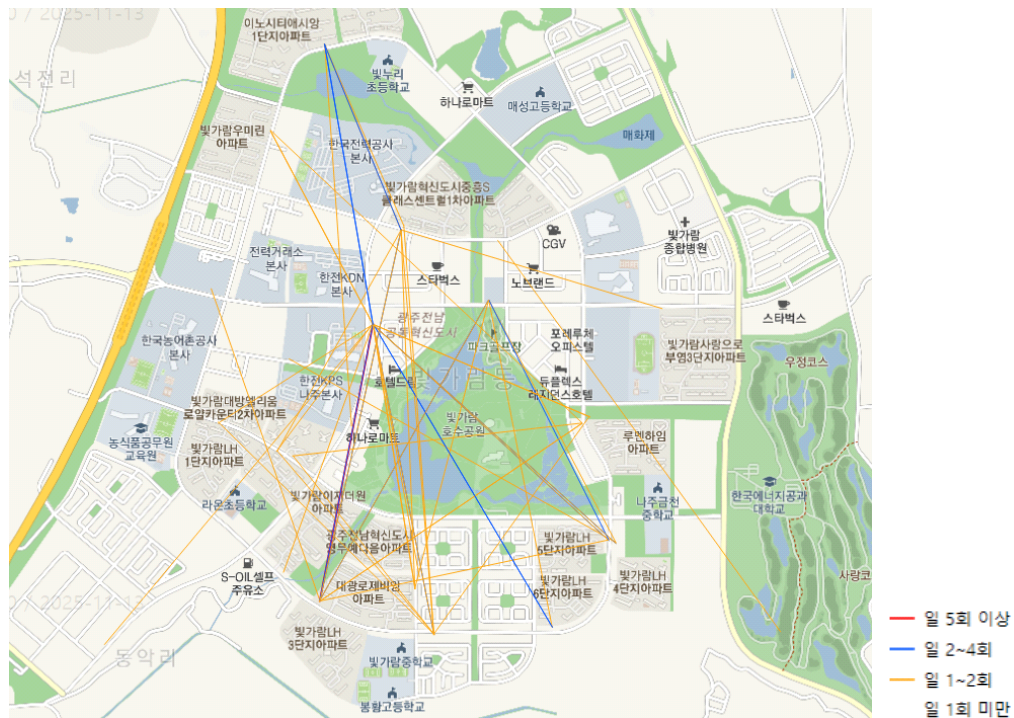 0 / 2025-11-13
이노시티애시앙
1단지아파트
석전리
빛누리
초등학교
하나로마트
매성고등학교
빛가람우미린
아파트
한국전력공사
본사
매화제
빛가람혁신도시중흥S
클래스센트럴1차아파트
빛가람
종합병원
CGV
전력거래소
본사
한전KDN
본사
스타벅스
노브랜드
스타벅스
광주전남
공동혁신도시
한국농어촌공사
본사
파크골프장
포레루체
오피스텔
빛가람사랑으로
부영3단지아파트
우정코스
한전KPS
나주본사
호텔드림
빛가람동
듀플렉스
레지던스호텔
빛가람대방엘리움
로얄카운티2차아파트
빛가람
호수공원
농식품공무원
교육원
하나로마트
루벤하임
아파트
빛가람LH
1단지아파트
라온초등학교
빛가람이지더원
아파트
나주금천
중학교
한국에너지공과
대학교
광주전남혁신도시
영무예다음아파트
빛가람LH
5단지아파트
S-OIL셀프
주유소
대광로제비앙
아파트
빛가람LH
6단지아파트
빛가람LH
4단지아파트
사랑코
0 / 2025-11-13
동악리
빛가람LH
3단지아파트
빛가람중학교
봉황고등학교
일 5회 이상
일 2~4회
일 1~2회
일 1회 미만